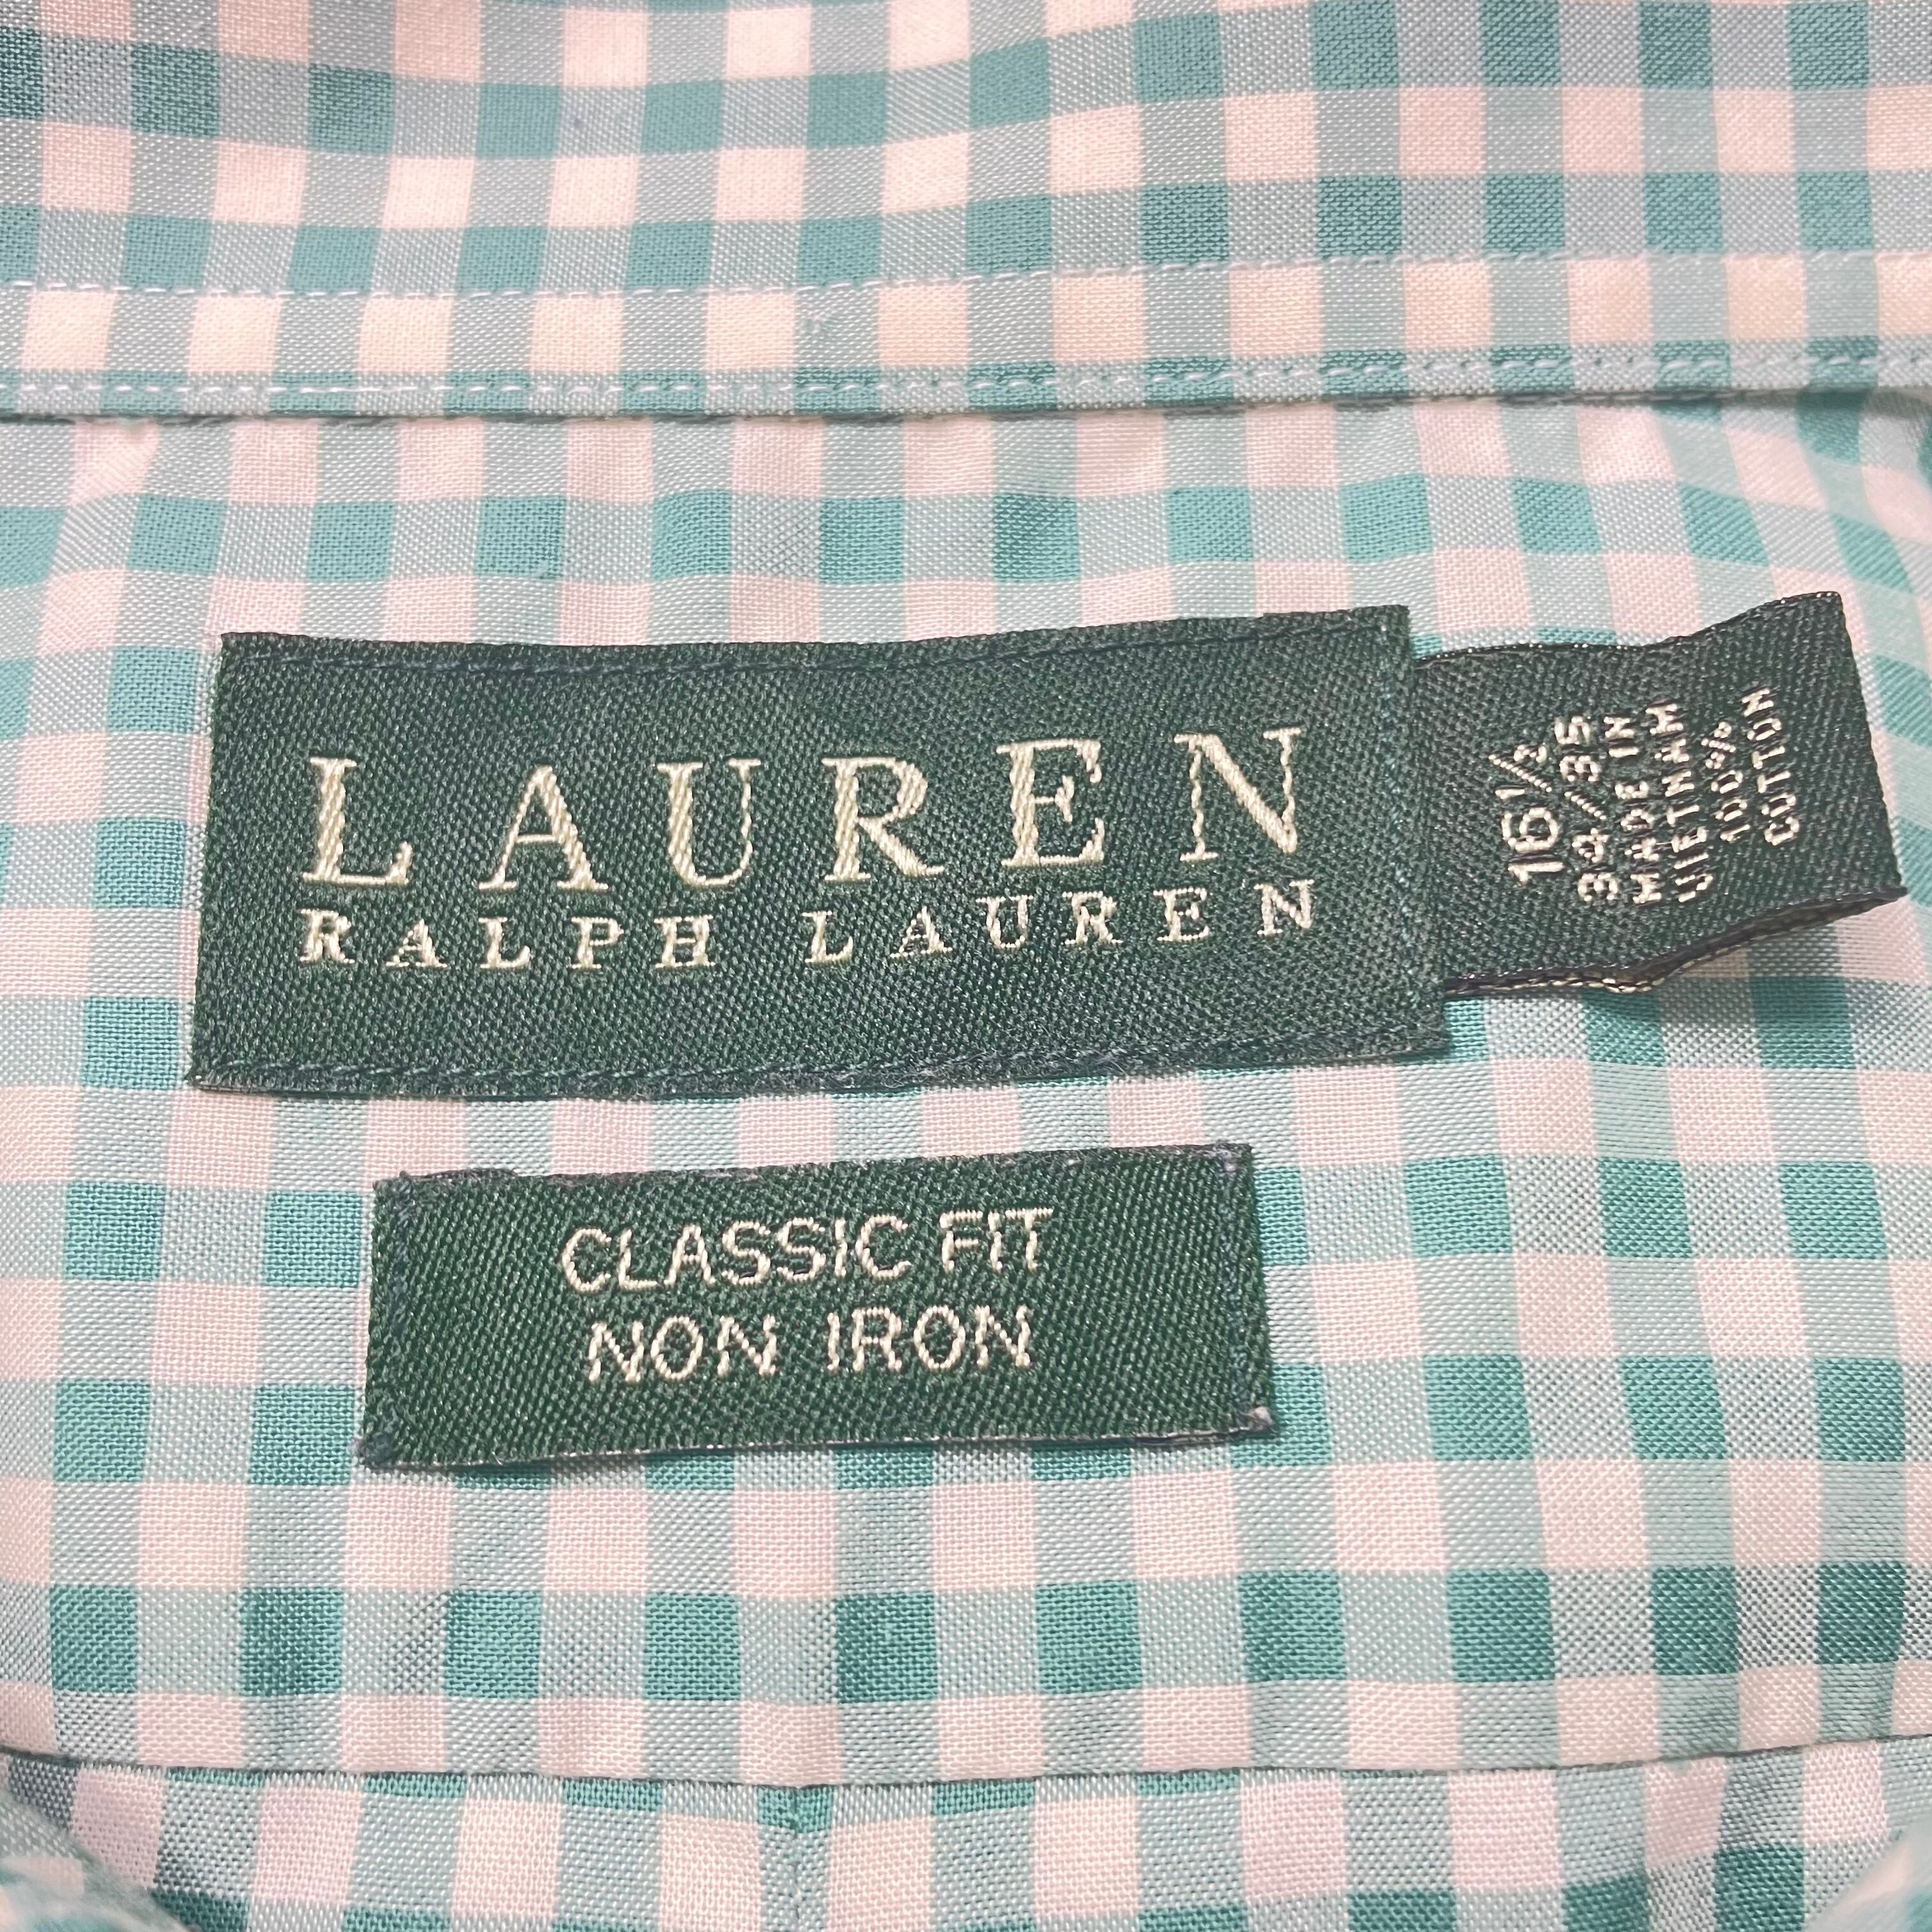 LAUREN
RALPH LAUREN
16½
34/35
MADE IN
VIETNAM
100%
COTTON
CLASSIC FIT
NON IRON